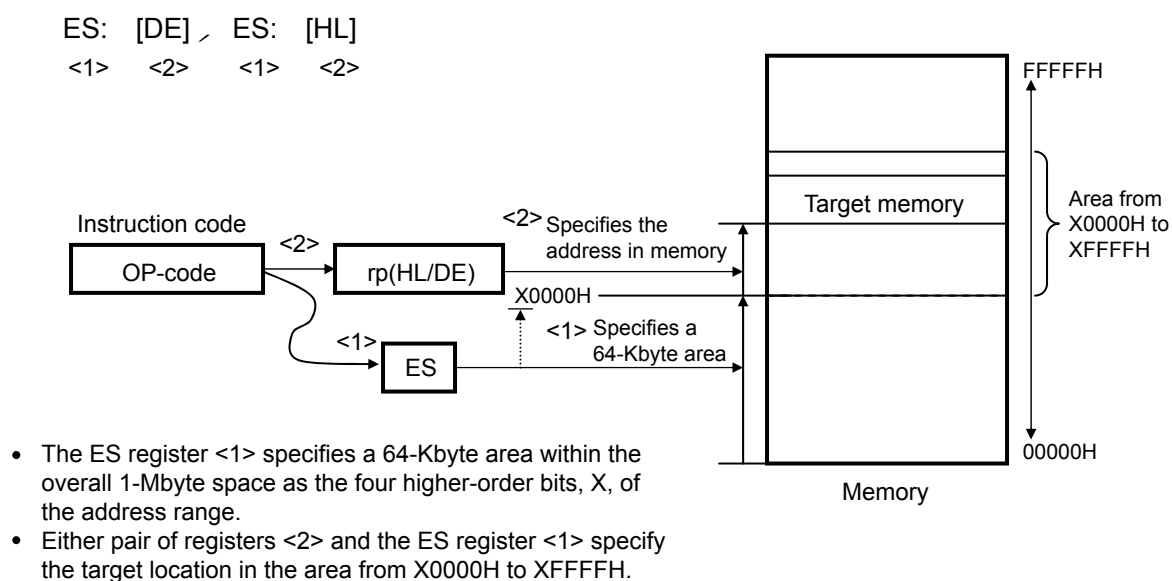 ES: [DE], ES: [HL]
<1> <2> <1> <2>
FFFFFH
Target memory
Area from
X0000H to
XFFFFH
Instruction code
OP-code
<2>
rp(HL/DE)
<2> Specifies the
address in memory
X0000H
<1>
ES
<1> Specifies a
64-Kbyte area
00000H
Memory
• The ES register <1> specifies a 64-Kbyte area within the
overall 1-Mbyte space as the four higher-order bits, X, of
the address range.
• Either pair of registers <2> and the ES register <1> specify
the target location in the area from X0000H to XFFFFH.